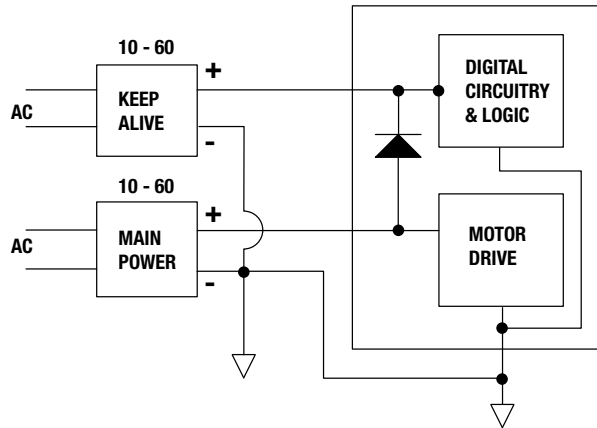 10 - 60
AC
KEEP
ALIVE
+
-
DIGITAL
CIRCUITRY
& LOGIC
10 - 60
AC
MAIN
POWER
+
-
MOTOR
DRIVE